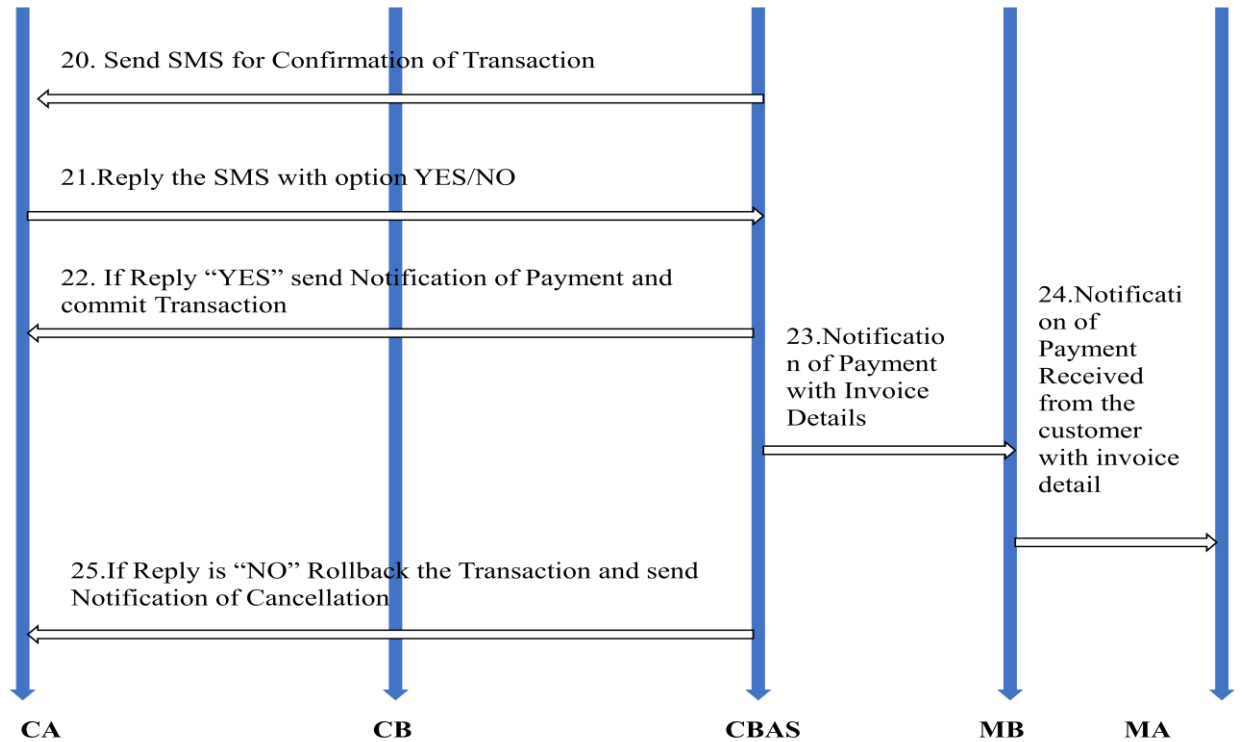 20. Send SMS for Confirmation of Transaction
21.Reply the SMS with option YES/NO
22. If Reply “YES” send Notification of Payment and
commit Transaction
23.Notificatio
n of Payment
with Invoice
Details
24.Notificati
on of
Payment
Received
from the
customer
with invoice
detail
25.If Reply is “NO” Rollback the Transaction and send
Notification of Cancellation
CA
CB
CBAS
MB
MA